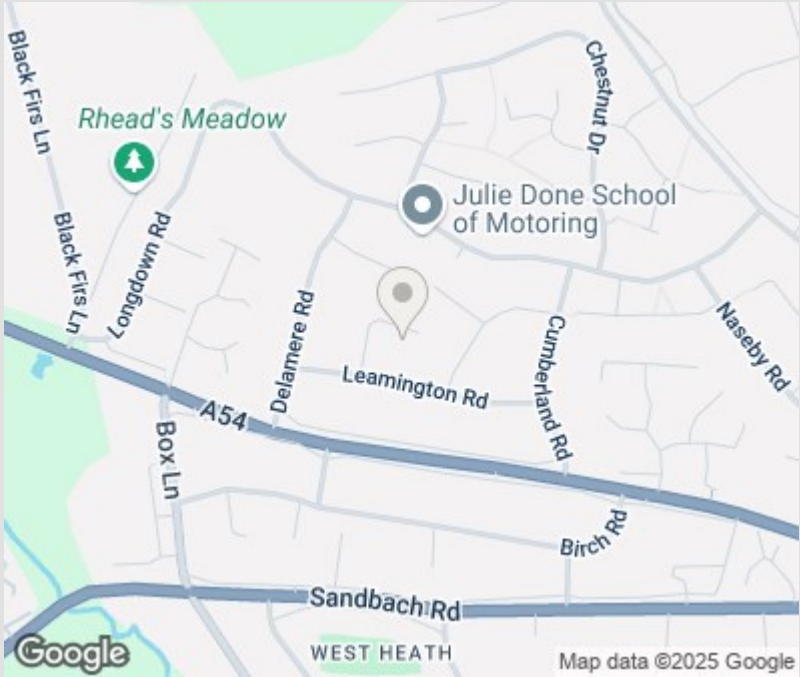 Black Firs Ln
Chestnut Dr
Rhead's Meadow
Julie Done School
of Motoring
Black Firs Ln
Longdown Rd
Delamere Rd
Cumberland Rd
Naseby Rd
Leamington Rd
A54
Box Ln
Birch Rd
Sandbach Rd
WEST HEATH
Google
Map data ©2025 Google